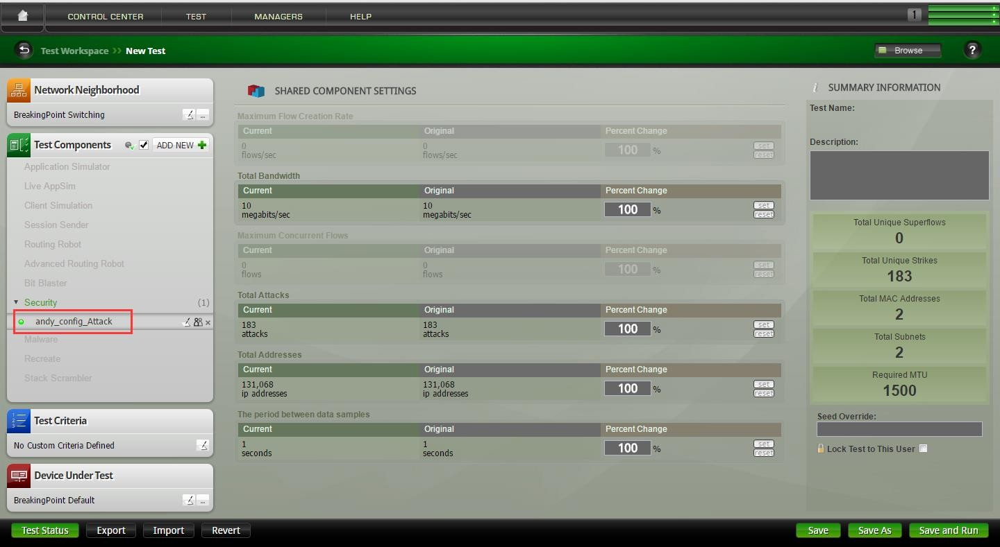 CONTROL CENTER
TEST
MANAGERS
HELP
1
Test Workspace >> New Test
Browse
?
Network Neighborhood
BreakingPoint Switching
...
Test Components
ADD NEW
Application Simulator
Live AppSim
Client Simulation
Session Sender
Routing Robot
Advanced Routing Robot
Bit Blaster
Security (1)
andy_config_Attack
Malware
Recreate
Stack Scrambler
Test Criteria
No Custom Criteria Defined
Device Under Test
BreakingPoint Default
...
SHARED COMPONENT SETTINGS
Maximum Flow Creation Rate
Current Original Percent Change
0 0 100 % set
flows/sec flows/sec reset
Total Bandwidth
Current Original Percent Change
10 10 100 % set
megabits/sec megabits/sec reset
Maximum Concurrent Flows
Current Original Percent Change
0 0 100 % set
flows flows reset
Total Attacks
Current Original Percent Change
183 183 100 % set
attacks attacks reset
Total Addresses
Current Original Percent Change
131,068 131,068 100 % set
ip addresses ip addresses reset
The period between data samples
Current Original Percent Change
1 1 100 % set
seconds seconds reset
i SUMMARY INFORMATION
Test Name:
Description:
Total Unique Superflows
0
Total Unique Strikes
183
Total MAC Addresses
2
Total Subnets
2
Required MTU
1500
Seed Override:
Lock Test to This User
Test Status
Export
Import
Revert
Save
Save As
Save and Run